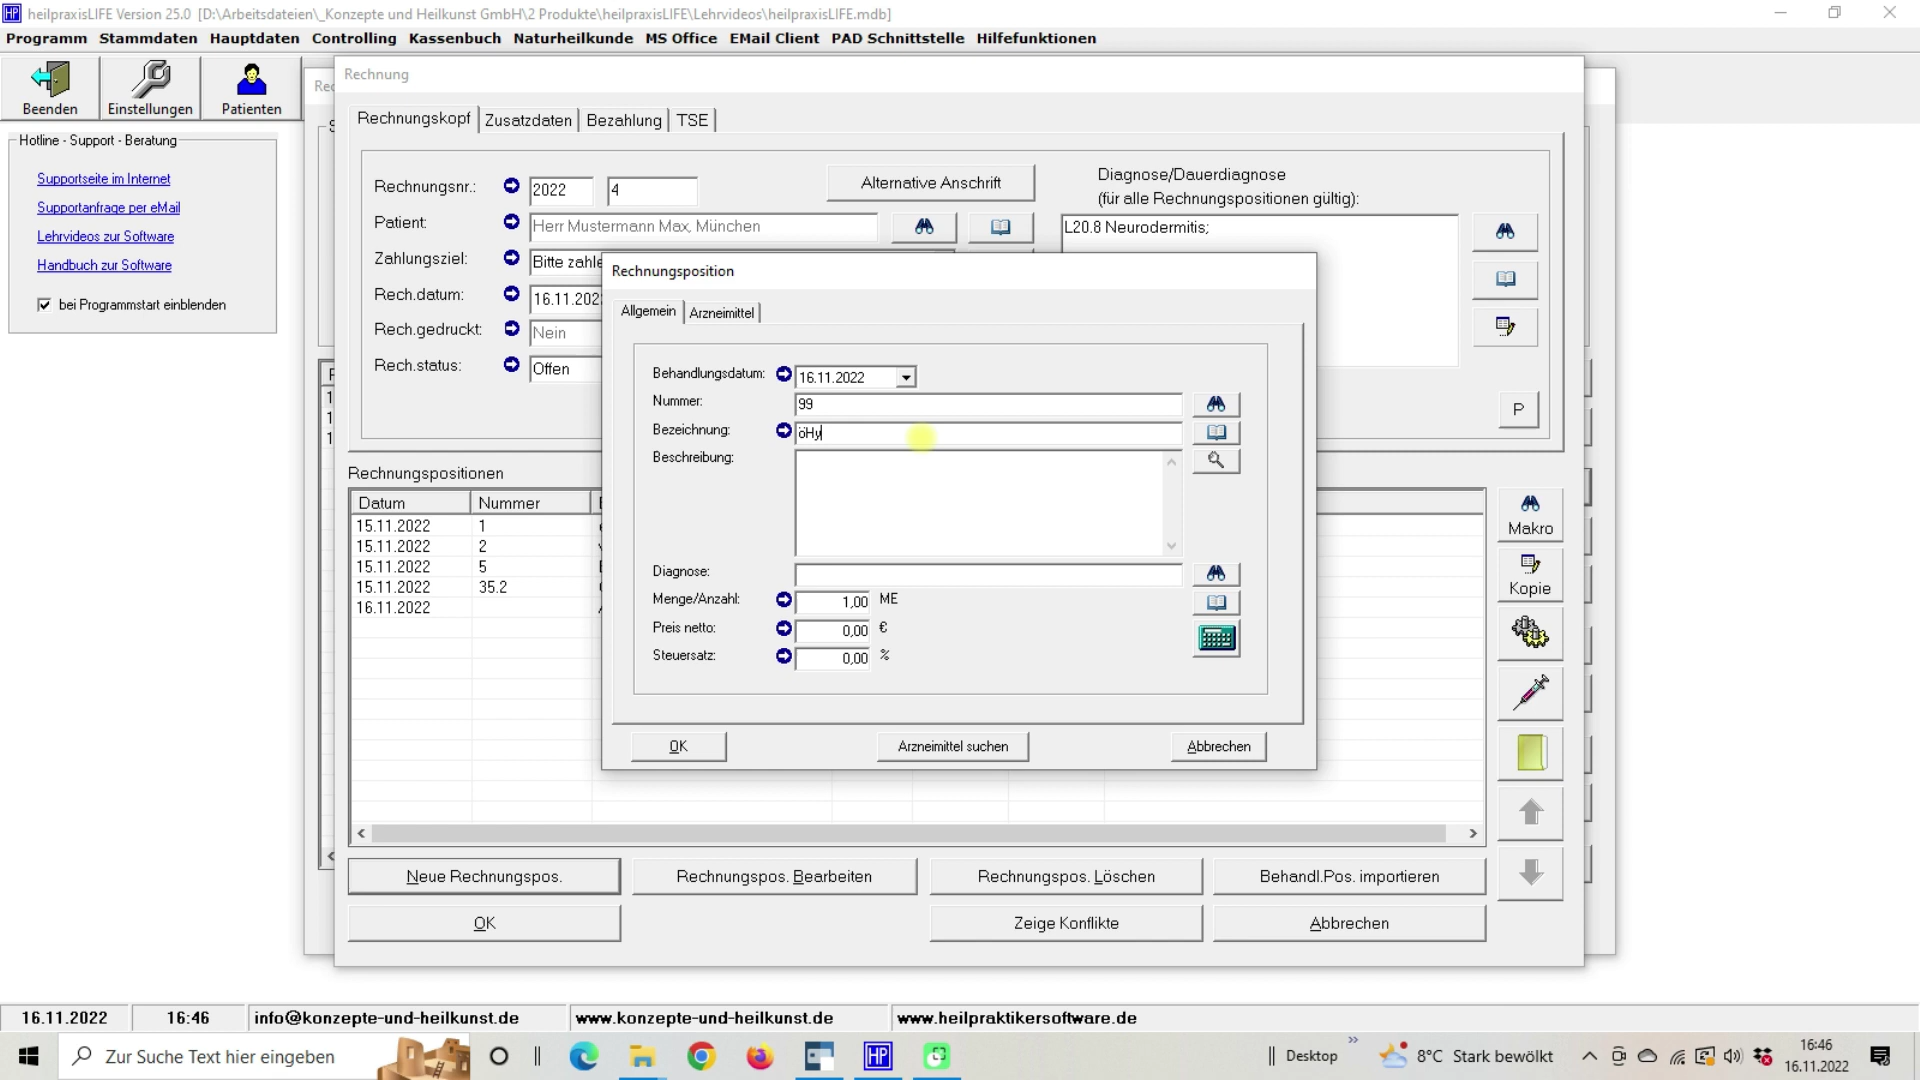 heilpraxisLIFE Version 25.0 [D:\Arbeitsdateien\_Konzepte und Heilkunst GmbH\2 Produkte\heilpraxisLIFE\Lehrvideos\heilpraxisLIFE.mdb]
Programm Stammdaten Hauptdaten Controlling Kassenbuch Naturheilkunde MS Office EMail Client PAD Schnittstelle Hilfefunktionen
Beenden Einstellungen Patienten
Hotline - Support - Beratung
Supportseite im Internet
Supportanfrage per eMail
Lehrvideos zur Software
Handbuch zur Software
bei Programmstart einblenden
Rechnung
Rechnungskopf Zusatzdaten Bezahlung TSE
Rechnungsnr.: 2022 4 Alternative Anschrift
Patient: Herr Mustermann Max, München
Zahlungsziel: Bitte zahle
Rech.datum: 16.11.202
Rech.gedruckt: Nein
Rech.status: Offen
Diagnose/Dauerdiagnose
(für alle Rechnungspositionen gültig):
L20.8 Neurodermitis;
P
Rechnungsposition
Allgemein Arzneimittel
Behandlungsdatum: 16.11.2022
Nummer: 99
Bezeichnung: öHy
Beschreibung:
Diagnose:
Menge/Anzahl: 1,00 ME
Preis netto: 0,00 €
Steuersatz: 0,00 %
OK Arzneimittel suchen Abbrechen
Rechnungspositionen
Datum Nummer
15.11.2022 1
15.11.2022 2
15.11.2022 5
15.11.2022 35.2
16.11.2022
Makro
Kopie
Neue Rechnungspos. Rechnungspos. Bearbeiten Rechnungspos. Löschen Behandl.Pos. importieren
OK Zeige Konflikte Abbrechen
16.11.2022 16:46 info@konzepte-und-heilkunst.de www.konzepte-und-heilkunst.de www.heilpraktikersoftware.de
Zur Suche Text hier eingeben
HP
Desktop
8°C Stark bewölkt
16:46
16.11.2022